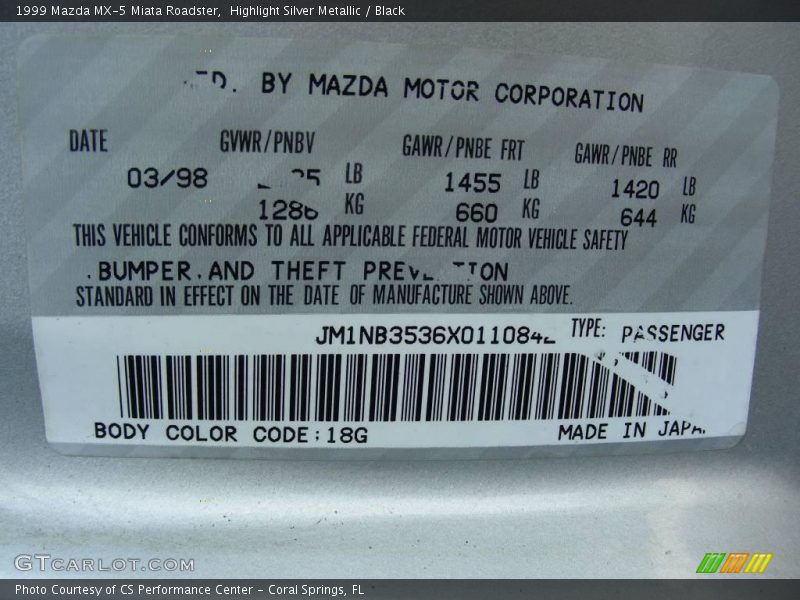 1999 Mazda MX-5 Miata Roadster, Highlight Silver Metallic / Black
BY MAZDA MOTOR CORPORATION
DATE GVWR/PNBV GAWR/PNBE FRT GAWR/PNBE RR
03/98 LB 1455 LB 1420 LB
1286 KG 660 KG 644 KG
THIS VEHICLE CONFORMS TO ALL APPLICABLE FEDERAL MOTOR VEHICLE SAFETY
BUMPER.AND THEFT
STANDARD IN EFFECT ON THE DATE OF MANUFACTURE SHOWN ABOVE.
JM1NB3536X0110842 TYPE: PASSENGER
BODY COLOR CODE:18G MADE IN JAPAN
GTCARLOT.COM
Photo Courtesy of CS Performance Center - Coral Springs, FL